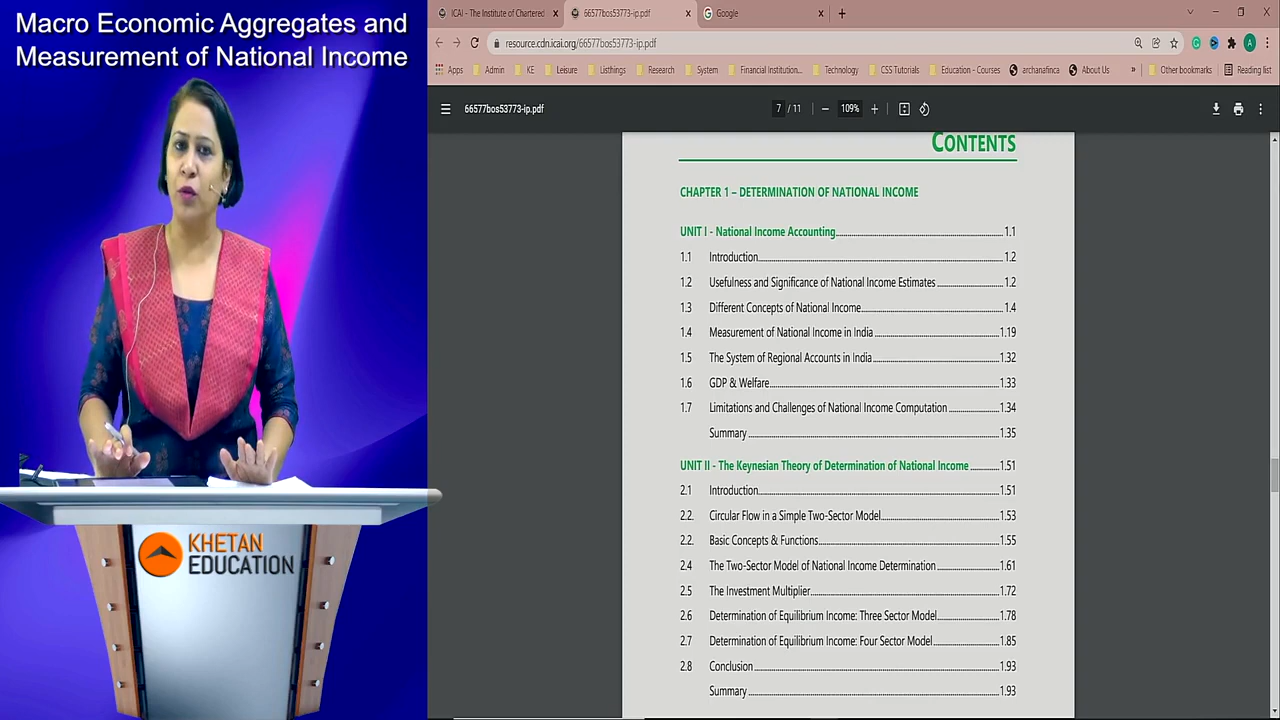 Macro Economic Aggregates and
Measurement of National Income
KHETAN
EDUCATION
ICAI - The Institute of Chartered
66577bos53773-ip.pdf
Google
resource.cdn.icai.org/66577bos53773-ip.pdf
Apps
Admin
KE
Leisure
Listhings
Research
System
Financial Institution...
Technology
CSS Tutorials
Education - Courses
archanafinca
About Us
»
Other bookmarks
Reading list
66577bos53773-ip.pdf
7 / 11
109%
CONTENTS
CHAPTER 1 – DETERMINATION OF NATIONAL INCOME
UNIT I - National Income Accounting 1.1
1.1 Introduction 1.2
1.2 Usefulness and Significance of National Income Estimates 1.2
1.3 Different Concepts of National Income 1.4
1.4 Measurement of National Income in India 1.19
1.5 The System of Regional Accounts in India 1.32
1.6 GDP & Welfare 1.33
1.7 Limitations and Challenges of National Income Computation 1.34
Summary 1.35
UNIT II - The Keynesian Theory of Determination of National Income 1.51
2.1 Introduction 1.51
2.2. Circular Flow in a Simple Two-Sector Model 1.53
2.2. Basic Concepts & Functions 1.55
2.4 The Two-Sector Model of National Income Determination 1.61
2.5 The Investment Multiplier 1.72
2.6 Determination of Equilibrium Income: Three Sector Model 1.78
2.7 Determination of Equilibrium Income: Four Sector Model 1.85
2.8 Conclusion 1.93
Summary 1.93